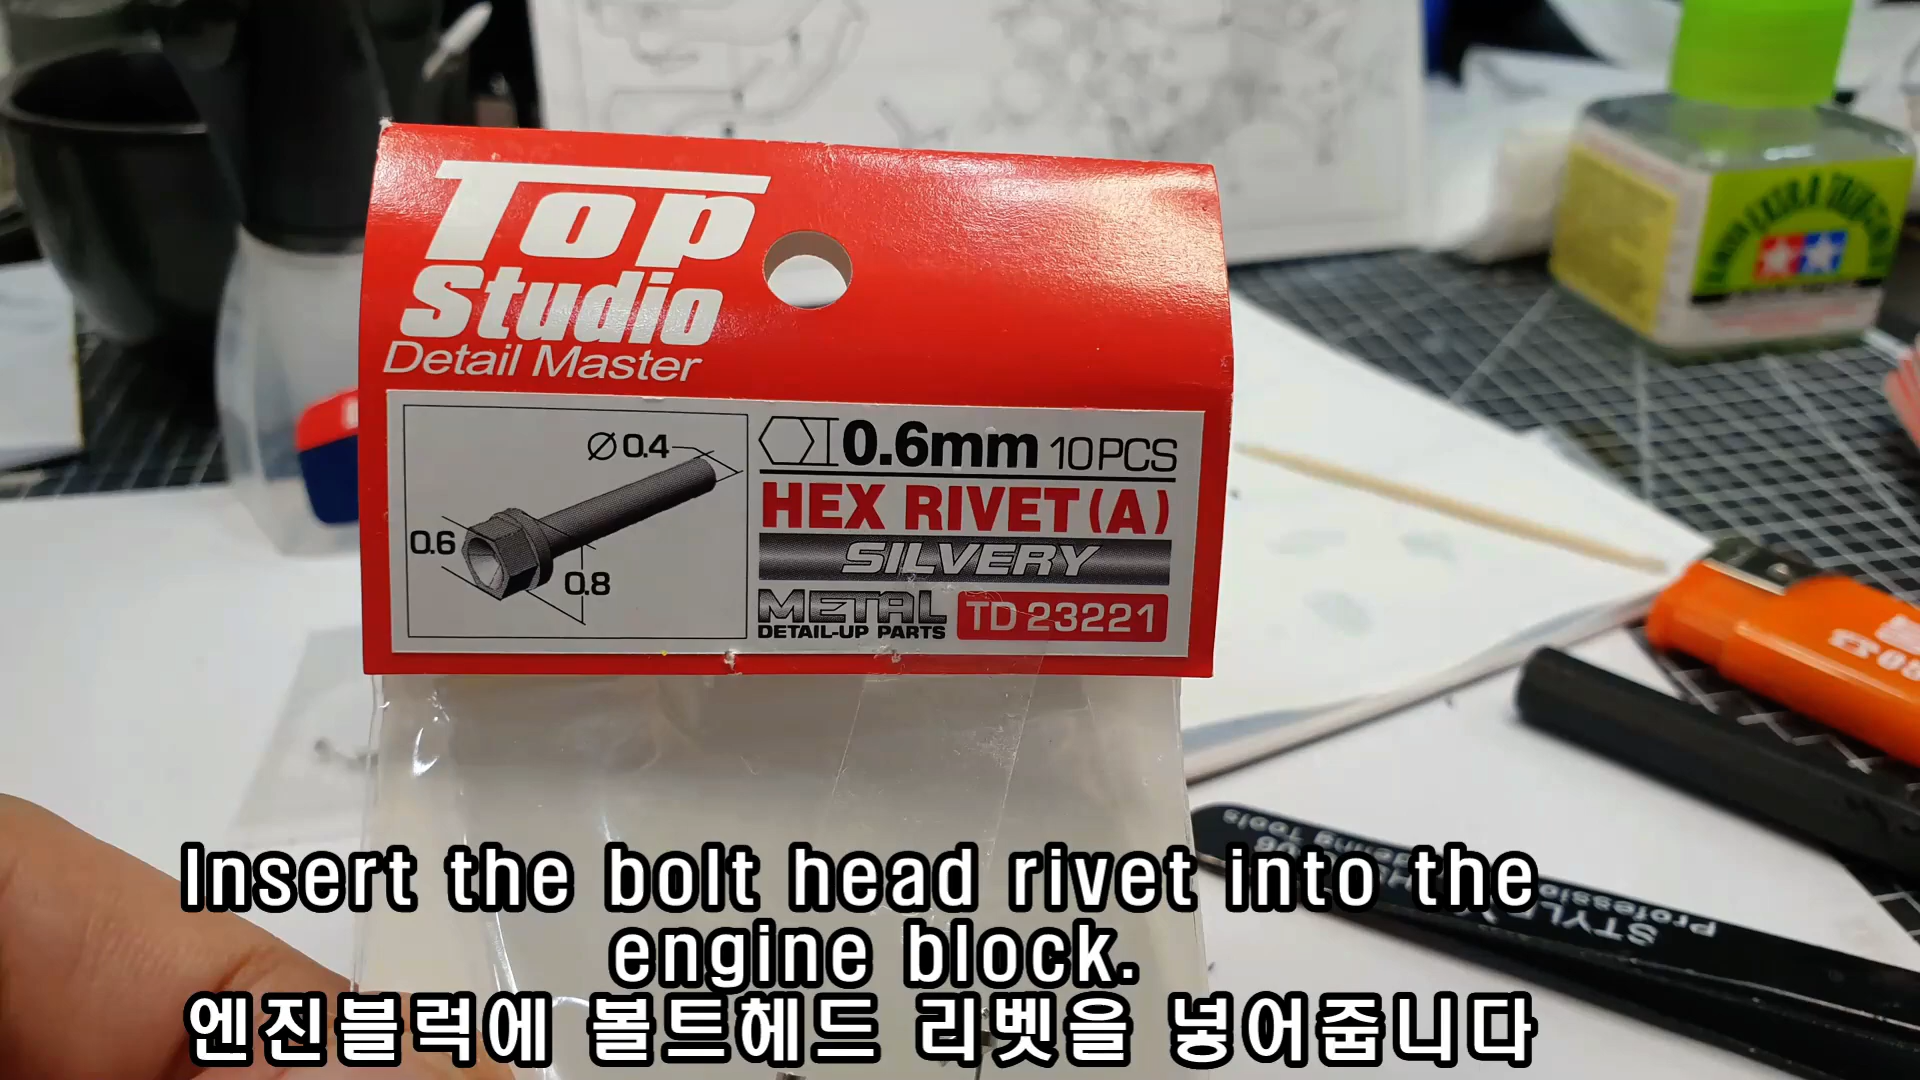 Top
Studio
Detail Master
Ø 0.4
0.6
0.8
0.6mm 10PCS
HEX RIVET (A)
SILVERY
METAL
DETAIL-UP PARTS
TD 23221
Insert the bolt head rivet into the
engine block.
엔진블럭에 볼트헤드 리벳을 넣어줍니다